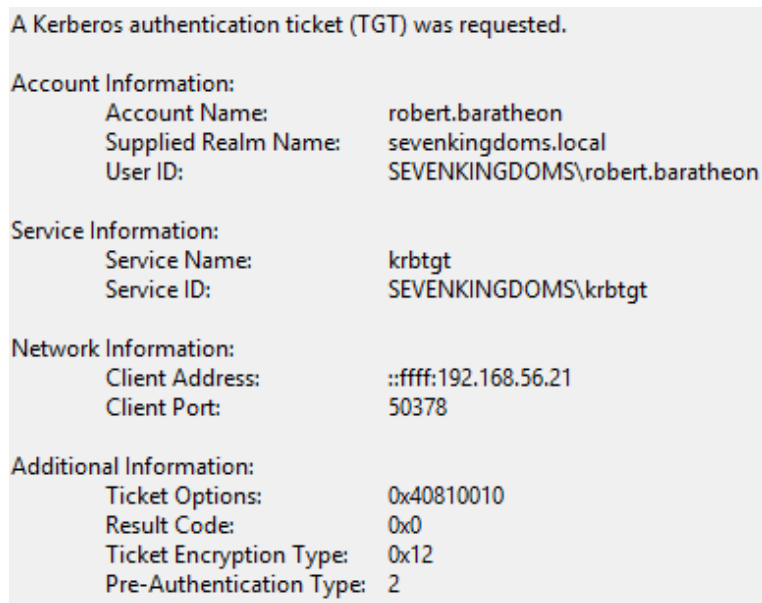 A Kerberos authentication ticket (TGT) was requested.
Account Information:
Account Name: robert.baratheon
Supplied Realm Name: sevenkingdoms.local
User ID: SEVENKINGDOMS\robert.baratheon
Service Information:
Service Name: krbtgt
Service ID: SEVENKINGDOMS\krbtgt
Network Information:
Client Address: ::ffff:192.168.56.21
Client Port: 50378
Additional Information:
Ticket Options: 0x40810010
Result Code: 0x0
Ticket Encryption Type: 0x12
Pre-Authentication Type: 2